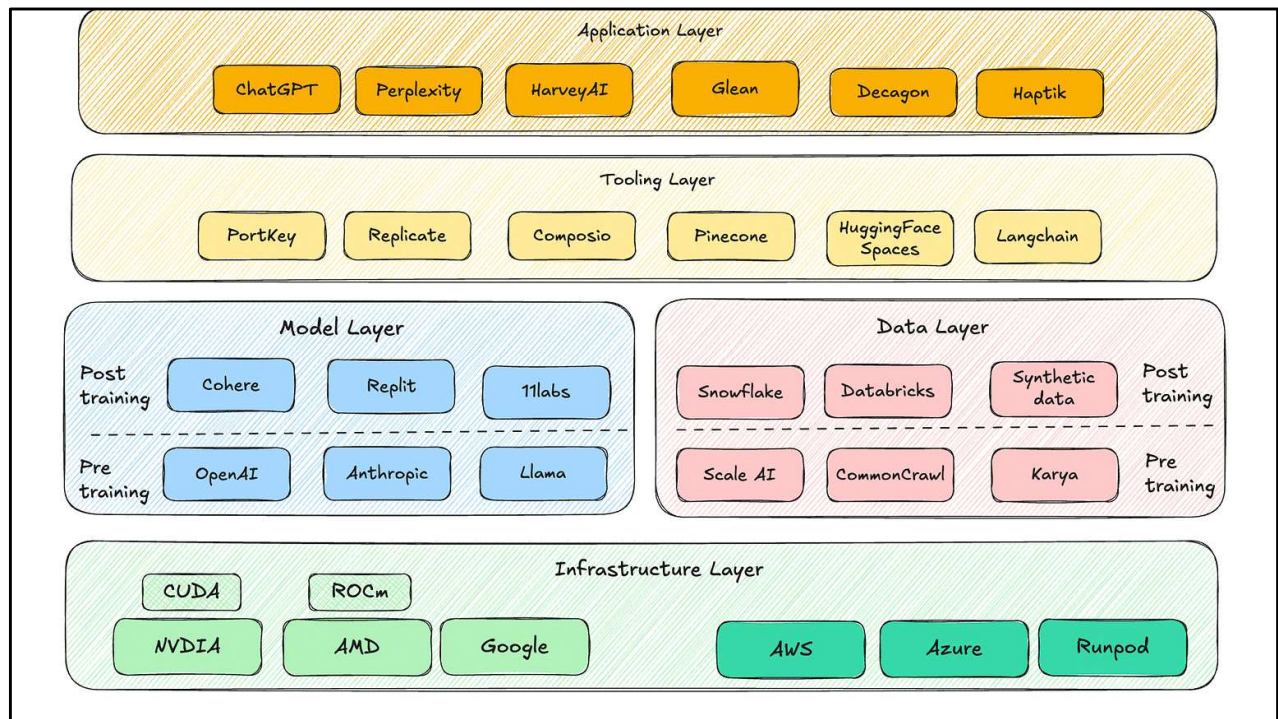 Application Layer
ChatGPT
Perplexity
HarveyAI
Glean
Decagon
Haptik
Tooling Layer
PortKey
Replicate
Composio
Pinecone
HuggingFace
Spaces
Langchain
Model Layer
Post
training
Cohere
Replit
11labs
Pre
training
OpenAI
Anthropic
Llama
Data Layer
Snowflake
Databricks
Synthetic
data
Post
training
Scale AI
CommonCrawl
Karya
Pre
training
Infrastructure Layer
CUDA
ROCm
NVDIA
AMD
Google
AWS
Azure
Runpod